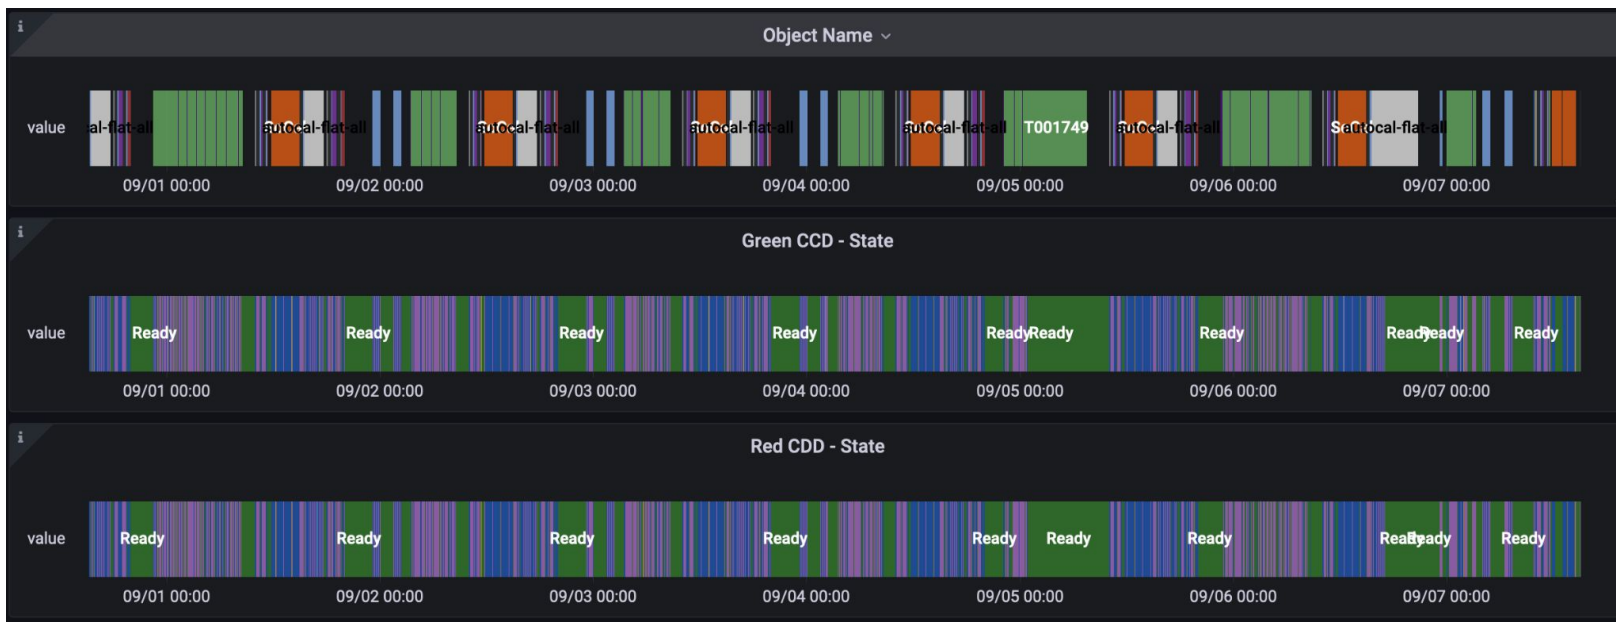 Object Name
value
al-flat-all
autocal-flat-all
autocal-flat-all
autocal-flat-all
autocal-flat-all
T001749
autocal-flat-all
autocal-flat-all
09/01 00:00 09/02 00:00 09/03 00:00 09/04 00:00 09/05 00:00 09/06 00:00 09/07 00:00
Green CCD - State
value Ready Ready Ready Ready Ready Ready Ready Ready Ready Ready
09/01 00:00 09/02 00:00 09/03 00:00 09/04 00:00 09/05 00:00 09/06 00:00 09/07 00:00
Red CDD - State
value Ready Ready Ready Ready Ready Ready Ready Ready Ready Ready
09/01 00:00 09/02 00:00 09/03 00:00 09/04 00:00 09/05 00:00 09/06 00:00 09/07 00:00